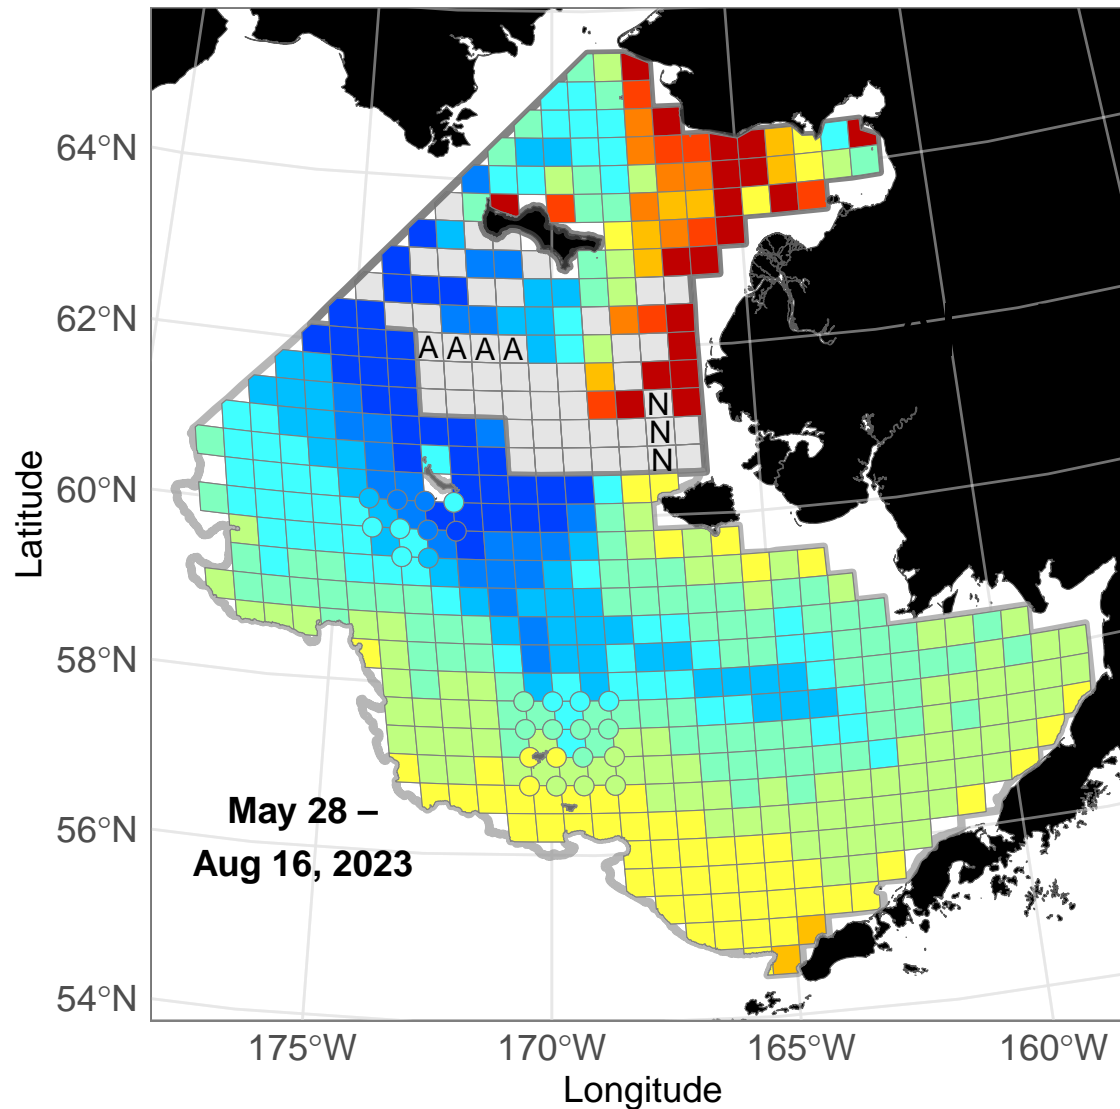 64°N
62°N
60°N
58°N
56°N
54°N
Latitude
A A A A
N
N
N
May 28 –
Aug 16, 2023
175°W 170°W 165°W 160°W
Longitude